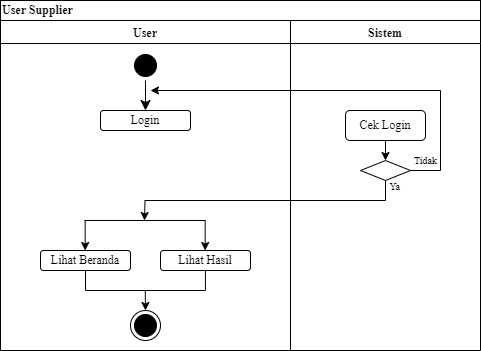 User Supplier
User
Sistem
Login
Cek Login
Tidak
Ya
Lihat Beranda
Lihat Hasil